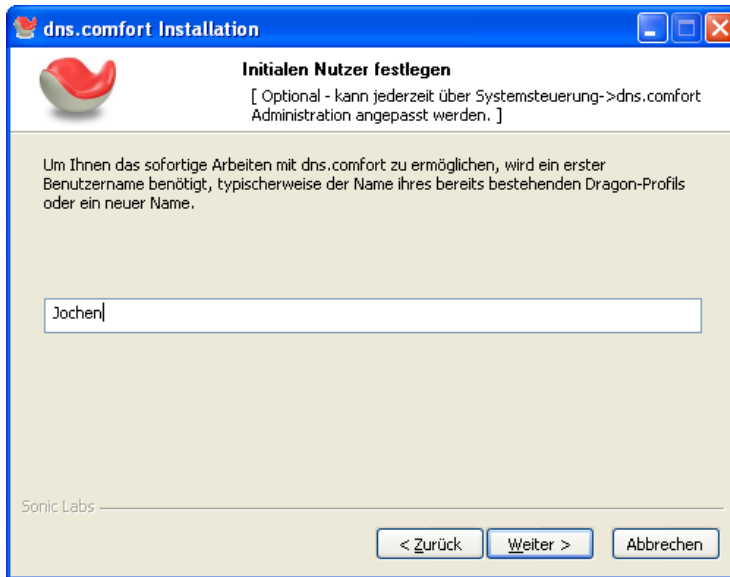 dns.comfort Installation
Initialen Nutzer festlegen
[ Optional - kann jederzeit über Systemsteuerung->dns.comfort
Administration angepasst werden. ]
Um Ihnen das sofortige Arbeiten mit dns.comfort zu ermöglichen, wird ein erster
Benutzername benötigt, typischerweise der Name ihres bereits bestehenden Dragon-Profils
oder ein neuer Name.
Jochen
Sonic Labs
< Zurück
Weiter >
Abbrechen